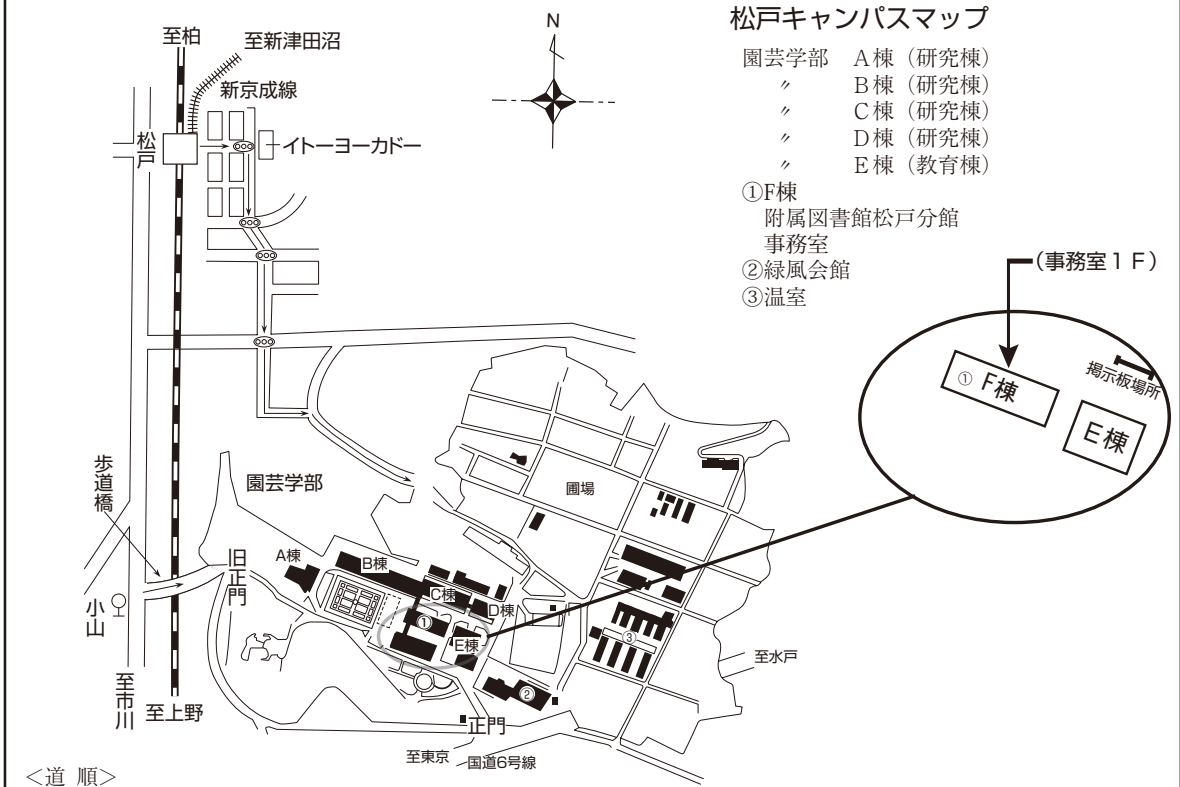 松戸キャンパスマップ
園芸学部 A棟（研究棟）
〃 B棟（研究棟）
〃 C棟（研究棟）
〃 D棟（研究棟）
〃 E棟（教育棟）
①F棟
附属図書館松戸分館
事務室
②緑風会館
③温室
N
至柏
至新津田沼
新京成線
松戸
イトーヨーカドー
（事務室１Ｆ）
① F棟
掲示板場所
E棟
歩道橋
園芸学部
圃場
旧正門
A棟
B棟
C棟
D棟
①
E棟
②
③
小山
至水戸
至市川
至上野
正門
至東京
国道6号線
＜道 順＞